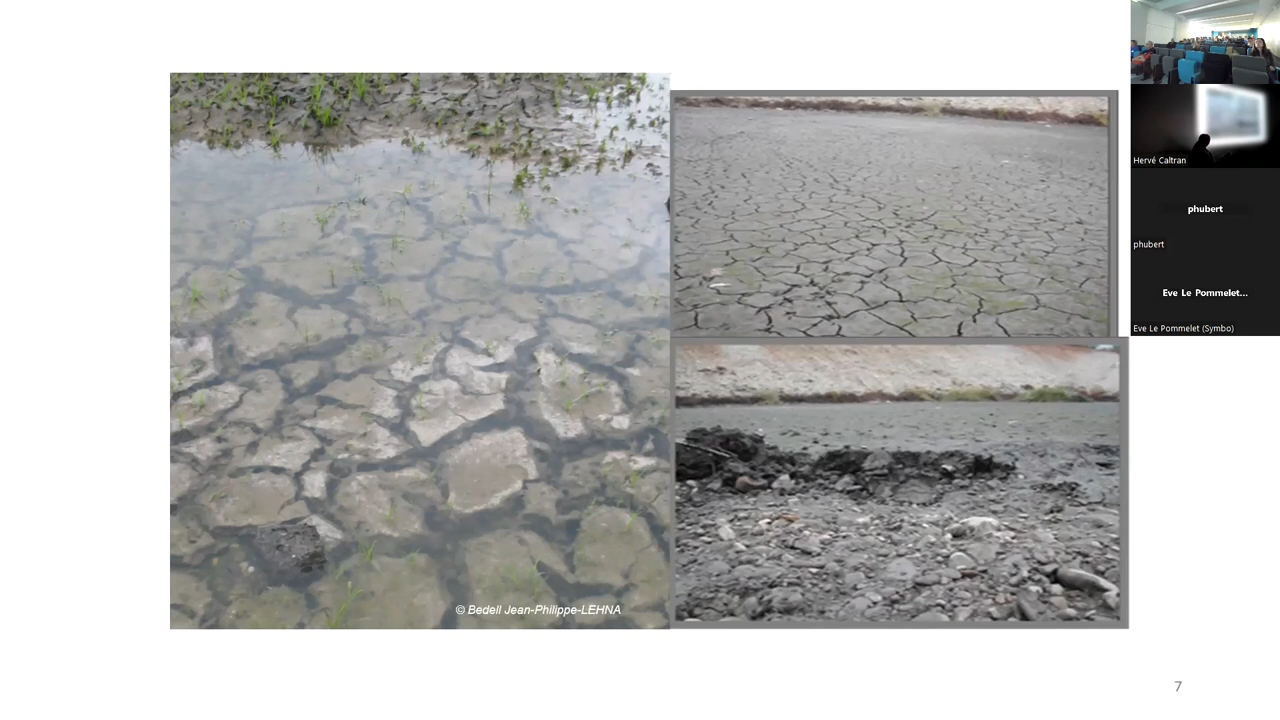 Hervé Caltran
phubert
phubert
Eve Le Pommelet...
Eve Le Pommelet (Symbo)
© Bedell Jean-Philippe-LEHNA
7